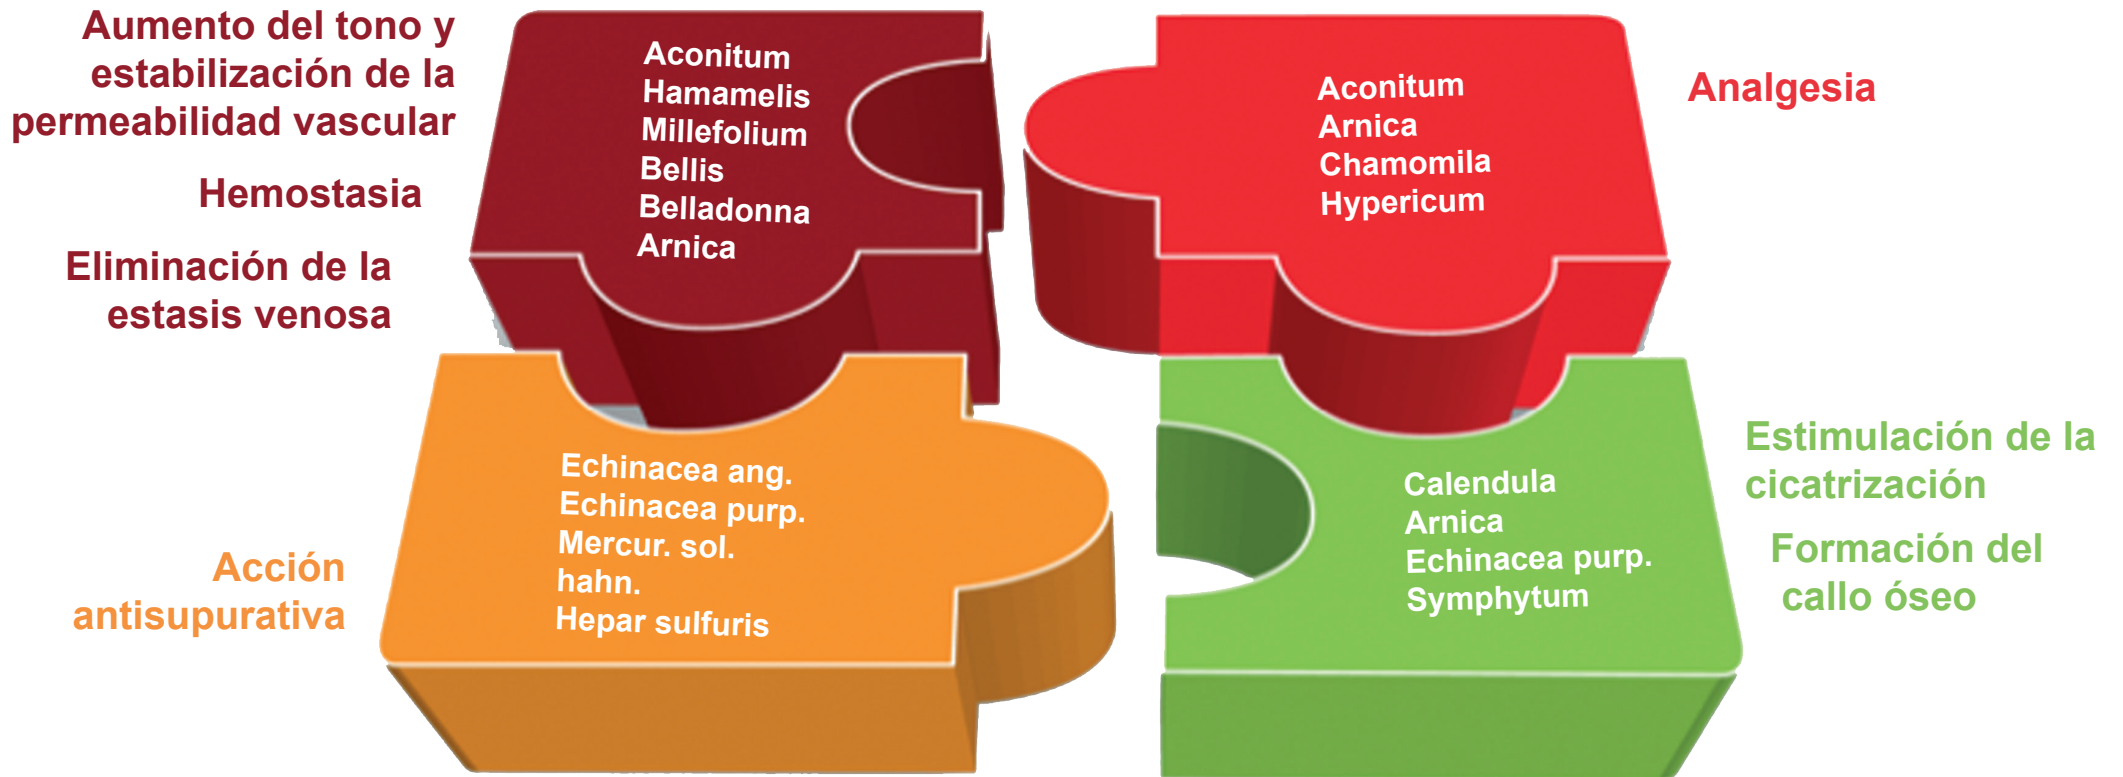 Aumento del tono y
estabilización de la
permeabilidad vascular
Hemostasia
Eliminación de la
estasis venosa
Aconitum
Hamamelis
Millefolium
Bellis
Belladonna
Arnica
Aconitum
Arnica
Chamomila
Hypericum
Analgesia
Acción
antisupurativa
Echinacea ang.
Echinacea purp.
Mercur. sol.
hahn.
Hepar sulfuris
Calendula
Arnica
Echinacea purp.
Symphytum
Estimulación de la
cicatrización
Formación del
callo óseo